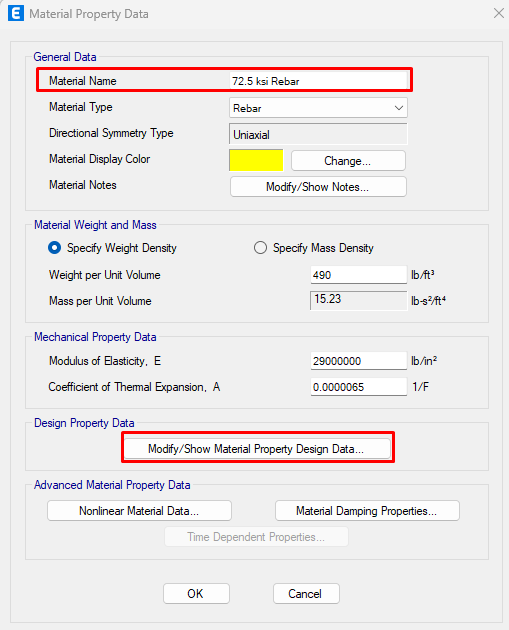 E Material Property Data
General Data
Material Name 72.5 ksi Rebar
Material Type Rebar
Directional Symmetry Type Uniaxial
Material Display Color Change...
Material Notes Modify/Show Notes...
Material Weight and Mass
Specify Weight Density Specify Mass Density
Weight per Unit Volume 490 lb/ft³
Mass per Unit Volume 15.23 lb-s²/ft⁴
Mechanical Property Data
Modulus of Elasticity, E 29000000 lb/in²
Coefficient of Thermal Expansion, A 0.0000065 1/F
Design Property Data
Modify/Show Material Property Design Data...
Advanced Material Property Data
Nonlinear Material Data... Material Damping Properties...
Time Dependent Properties...
OK Cancel